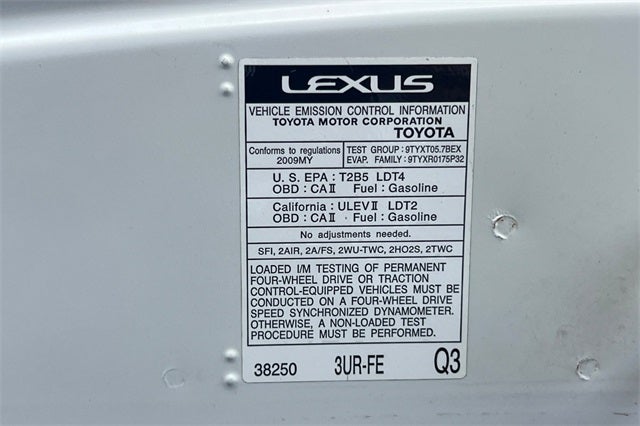 LEXUS
VEHICLE EMISSION CONTROL INFORMATION
TOYOTA MOTOR CORPORATION
TOYOTA
Conforms to regulations
2009MY
TEST GROUP : 9TYXT05.7BEX
EVAP. FAMILY : 9TYXR0175P32
U. S. EPA : T2B5 LDT4
OBD : CAⅡ Fuel : Gasoline
California : ULEVⅡ LDT2
OBD : CAⅡ Fuel : Gasoline
No adjustments needed.
SFI, 2AIR, 2A/FS, 2WU-TWC, 2HO2S, 2TWC
LOADED I/M TESTING OF PERMANENT
FOUR-WHEEL DRIVE OR TRACTION
CONTROL-EQUIPPED VEHICLES MUST BE
CONDUCTED ON A FOUR-WHEEL DRIVE
SPEED SYNCHRONIZED DYNAMOMETER.
OTHERWISE, A NON-LOADED TEST
PROCEDURE MUST BE PERFORMED.
38250 3UR-FE Q3